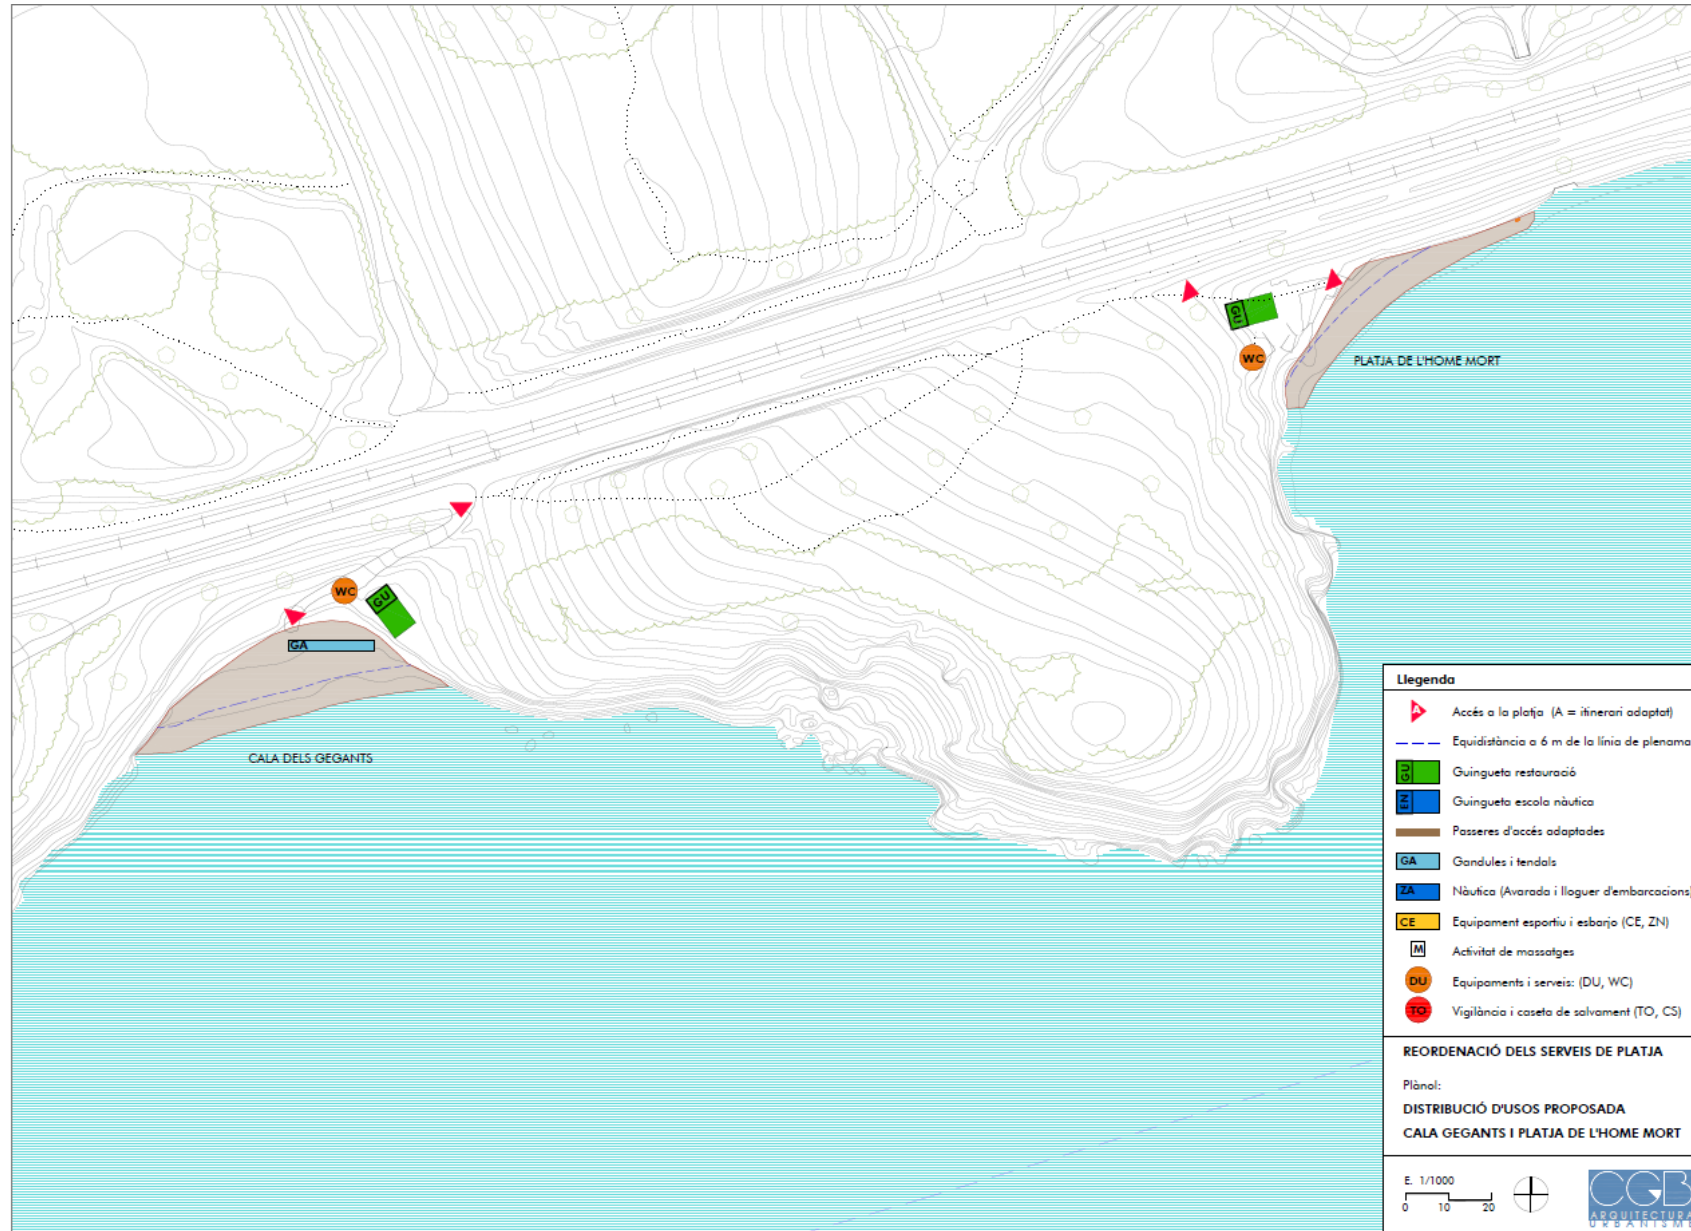 GU
WC
PLATJA DE L'HOME MORT
WC
GU
GA
CALA DELS GEGANTS
Llegenda
A Accés a la platja (A = itinerari adaptat)
Equidistància a 6 m de la línia de plenama
GU Guingueta restauració
EN Guingueta escola nàutica
Passeres d'accés adaptades
GA Gandules i tendals
ZA Nàutica (Avarada i lloguer d'embarcacions)
CE Equipament esportiu i esbarjo (CE, ZN)
M Activitat de massatges
DU Equipaments i serveis: (DU, WC)
TO Vigilància i caseta de salvament (TO, CS)
REORDENACIÓ DELS SERVEIS DE PLATJA
Plànol:
DISTRIBUCIÓ D'USOS PROPOSADA
CALA GEGANTS I PLATJA DE L'HOME MORT
E. 1/1000
0 10 20
CGB
ARQUITECTURA
URBANISME